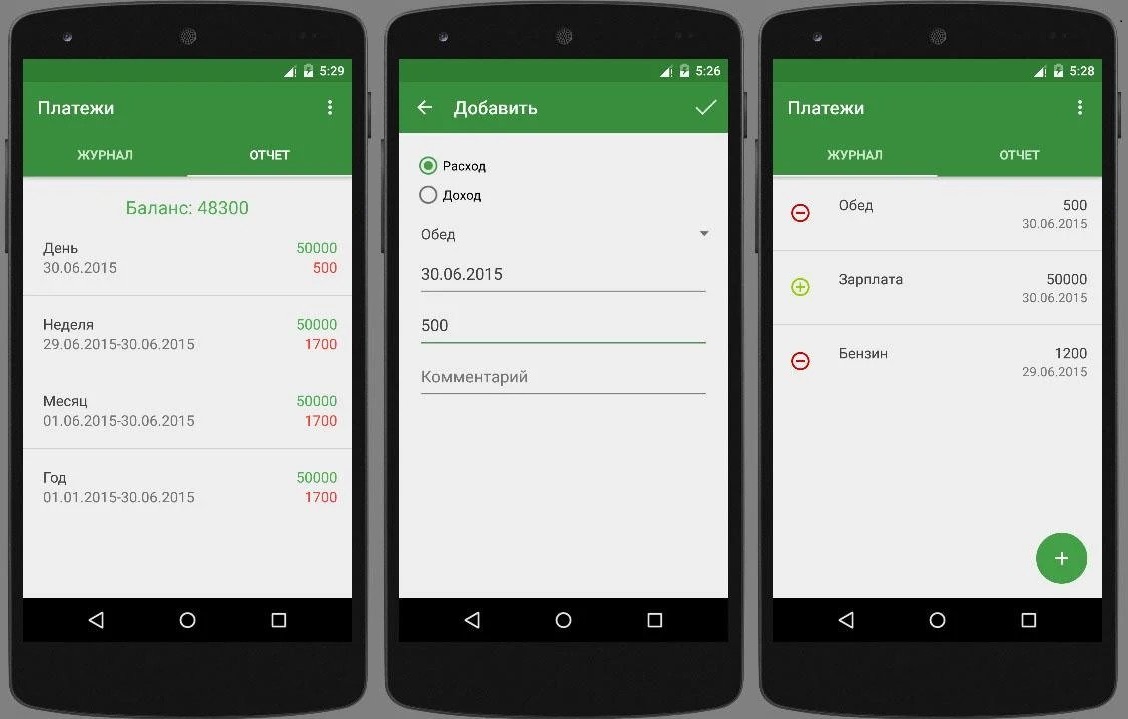 5:29
Платежи
ЖУРНАЛ ОТЧЕТ
Баланс: 48300
День 50000
30.06.2015 500
Неделя 50000
29.06.2015-30.06.2015 1700
Месяц 50000
01.06.2015-30.06.2015 1700
Год 50000
01.01.2015-30.06.2015 1700
5:26
Добавить
Расход
Доход
Обед
30.06.2015
500
Комментарий
5:28
Платежи
ЖУРНАЛ ОТЧЕТ
Обед 500
30.06.2015
Зарплата 50000
30.06.2015
Бензин 1200
29.06.2015